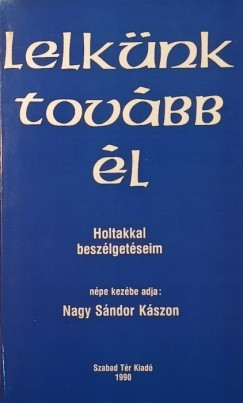 Lelkünk
tovább
él
Holtakkal
beszélgetéseim
népe kezébe adja:
Nagy Sándor Kászon
Szabad Tér Kiadó
1990